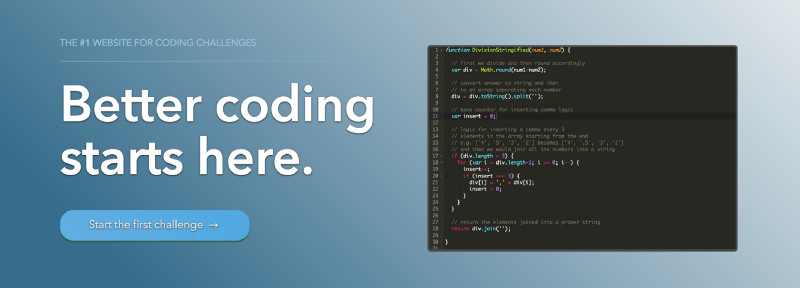 THE #1 WEBSITE FOR CODING CHALLENGES
Better coding
starts here.
Start the first challenge →
1 function DivisionStringified(num1, num2) {
2
3 // first we divide and then round accordingly
4 var div = Math.round(num1/num2);
5
6 // convert answer to string and then
7 // to an array separating each number
8 div = div.toString().split('');
9
10 // keep counter for inserting comma logic
11 var insert = 0;
12
13 // logic for inserting a comma every 3
14 // elements in the array starting from the end
15 // e.g. ['4', '5', '3', '2'] becomes ['4', ',5', '3', '2']
16 // and then we would join all the numbers into a string
17 if (div.length > 3) {
18 for (var i = div.length-1; i >= 0; i--) {
19 insert++;
20 if (insert === 3) {
21 div[i] = ',' + div[i];
22 insert = 0;
23 }
24 }
25 }
26
27 // return the elements joined into a proper string
28 return div.join('');
29
30 }
31